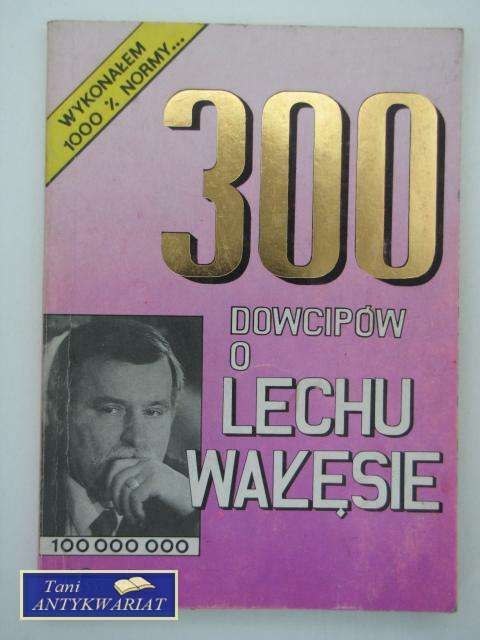 WYKONAŁEM
1000 % NORMY...
300
DOWCIPÓW
O
LECHU
WAŁĘSIE
100 000 000
Tani
ANTYKWARIAT